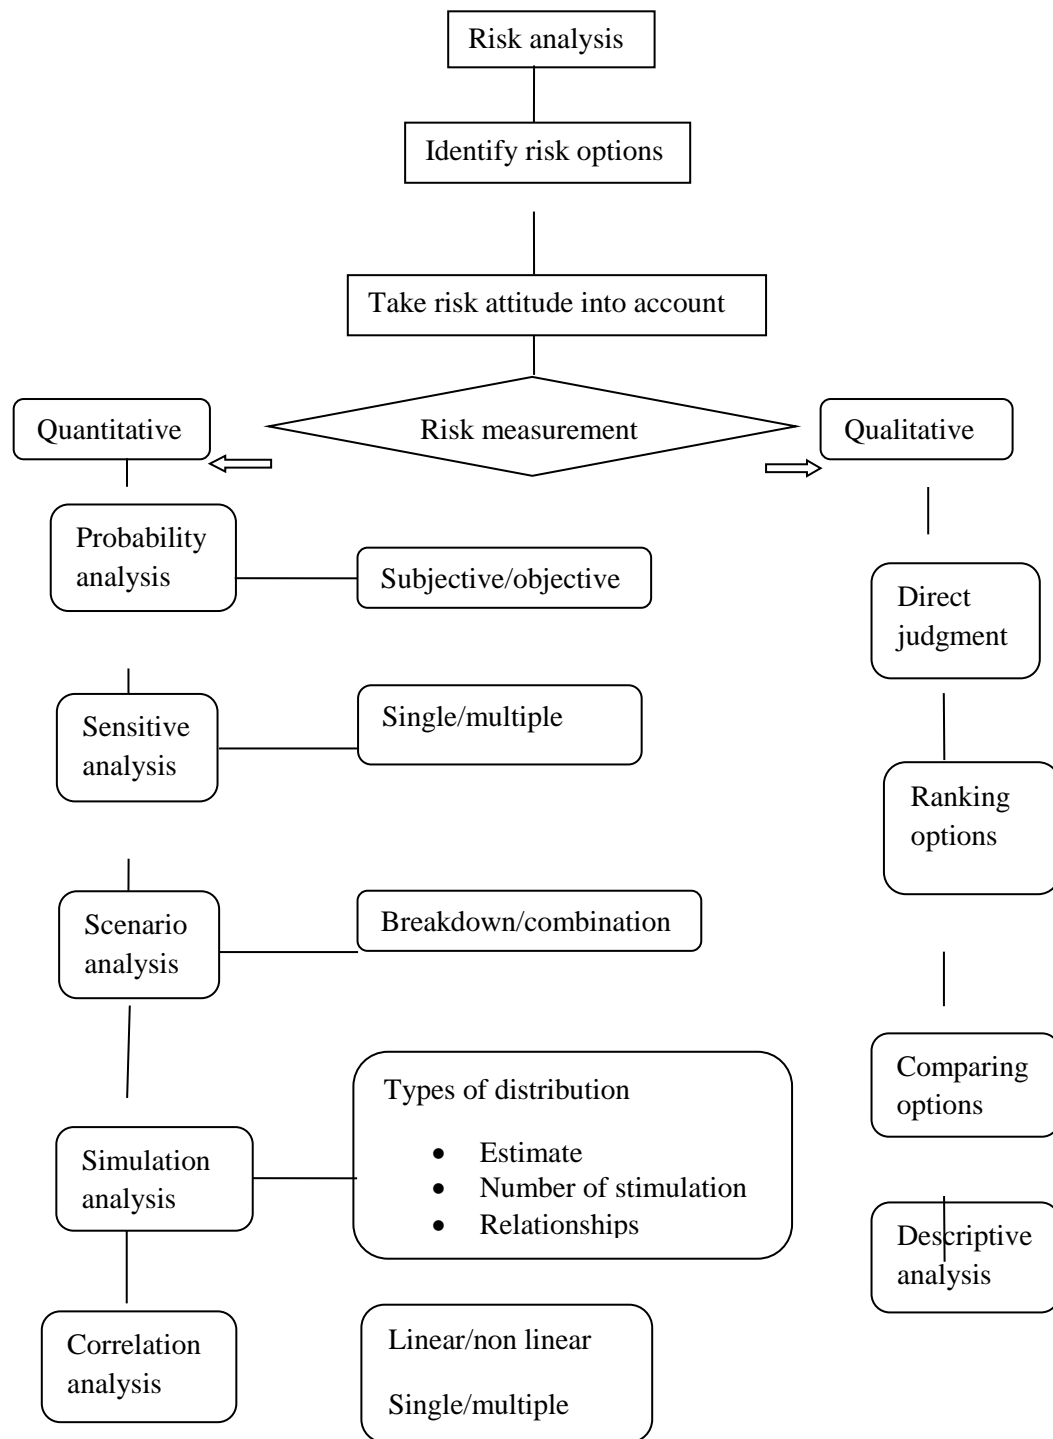 Risk analysis
Identify risk options
Take risk attitude into account
Quantitative
Risk measurement
Qualitative
Probability
analysis
Subjective/objective
Direct
judgment
Sensitive
analysis
Single/multiple
Ranking
options
Scenario
analysis
Breakdown/combination
Comparing
options
Simulation
analysis
Types of distribution
• Estimate
• Number of stimulation
• Relationships
Descriptive
analysis
Correlation
analysis
Linear/non linear
Single/multiple